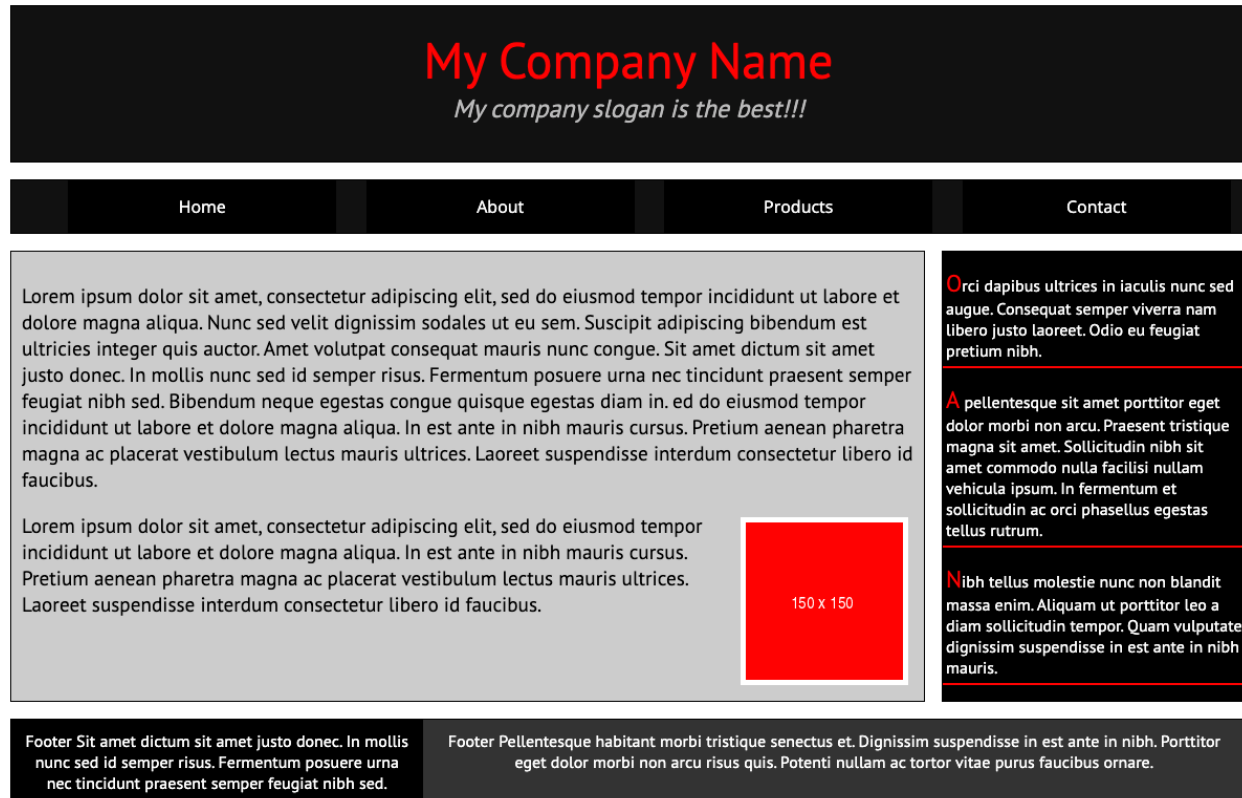 My Company Name
My company slogan is the best!!!
Home
About
Products
Contact
Lorem ipsum dolor sit amet, consectetur adipiscing elit, sed do eiusmod tempor incididunt ut labore et
dolore magna aliqua. Nunc sed velit dignissim sodales ut eu sem. Suscipit adipiscing bibendum est
ultricies integer quis auctor. Amet volutpat consequat mauris nunc congue. Sit amet dictum sit amet
justo donec. In mollis nunc sed id semper risus. Fermentum posuere urna nec tincidunt praesent semper
feugiat nibh sed. Bibendum neque egestas congue quisque egestas diam in. ed do eiusmod tempor
incididunt ut labore et dolore magna aliqua. In est ante in nibh mauris cursus. Pretium aenean pharetra
magna ac placerat vestibulum lectus mauris ultrices. Laoreet suspendisse interdum consectetur libero id
faucibus.
Lorem ipsum dolor sit amet, consectetur adipiscing elit, sed do eiusmod tempor
incididunt ut labore et dolore magna aliqua. In est ante in nibh mauris cursus.
Pretium aenean pharetra magna ac placerat vestibulum lectus mauris ultrices.
Laoreet suspendisse interdum consectetur libero id faucibus.
150 x 150
Orci dapibus ultrices in iaculis nunc sed
augue. Consequat semper viverra nam
libero justo laoreet. Odio eu feugiat
pretium nibh.
A pellentesque sit amet porttitor eget
dolor morbi non arcu. Praesent tristique
magna sit amet. Sollicitudin nibh sit
amet commodo nulla facilisi nullam
vehicula ipsum. In fermentum et
sollicitudin ac orci phasellus egestas
tellus rutrum.
Nibh tellus molestie nunc non blandit
massa enim. Aliquam ut porttitor leo a
diam sollicitudin tempor. Quam vulputate
dignissim suspendisse in est ante in nibh
mauris.
Footer Sit amet dictum sit amet justo donec. In mollis
nunc sed id semper risus. Fermentum posuere urna
nec tincidunt praesent semper feugiat nibh sed.
Footer Pellentesque habitant morbi tristique senectus et. Dignissim suspendisse in est ante in nibh. Porttitor
eget dolor morbi non arcu risus quis. Potenti nullam ac tortor vitae purus faucibus ornare.